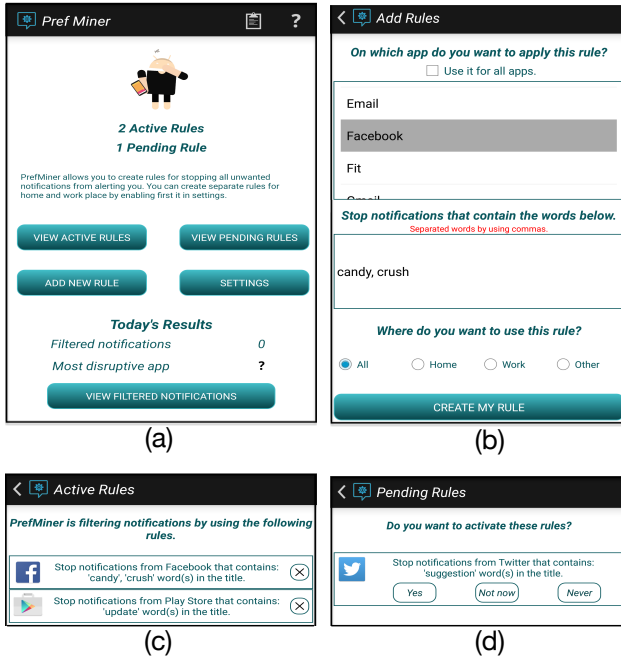 Pref Miner
?
2 Active Rules
1 Pending Rule
PrefMiner allows you to create rules for stopping all unwanted
notifications from alerting you. You can create separate rules for
home and work place by enabling first it in settings.
VIEW ACTIVE RULES
VIEW PENDING RULES
ADD NEW RULE
SETTINGS
Today's Results
Filtered notifications 0
Most disruptive app ?
VIEW FILTERED NOTIFICATIONS
(a)
Add Rules
On which app do you want to apply this rule?
Use it for all apps.
Email
Facebook
Fit
Stop notifications that contain the words below.
Separated words by using commas.
candy, crush
Where do you want to use this rule?
All Home Work Other
CREATE MY RULE
(b)
Active Rules
PrefMiner is filtering notifications by using the following
rules.
Stop notifications from Facebook that contains:
'candy', 'crush' word(s) in the title.
Stop notifications from Play Store that contains:
'update' word(s) in the title.
(c)
Pending Rules
Do you want to activate these rules?
Stop notifications from Twitter that contains:
'suggestion' word(s) in the title.
Yes Not now Never
(d)